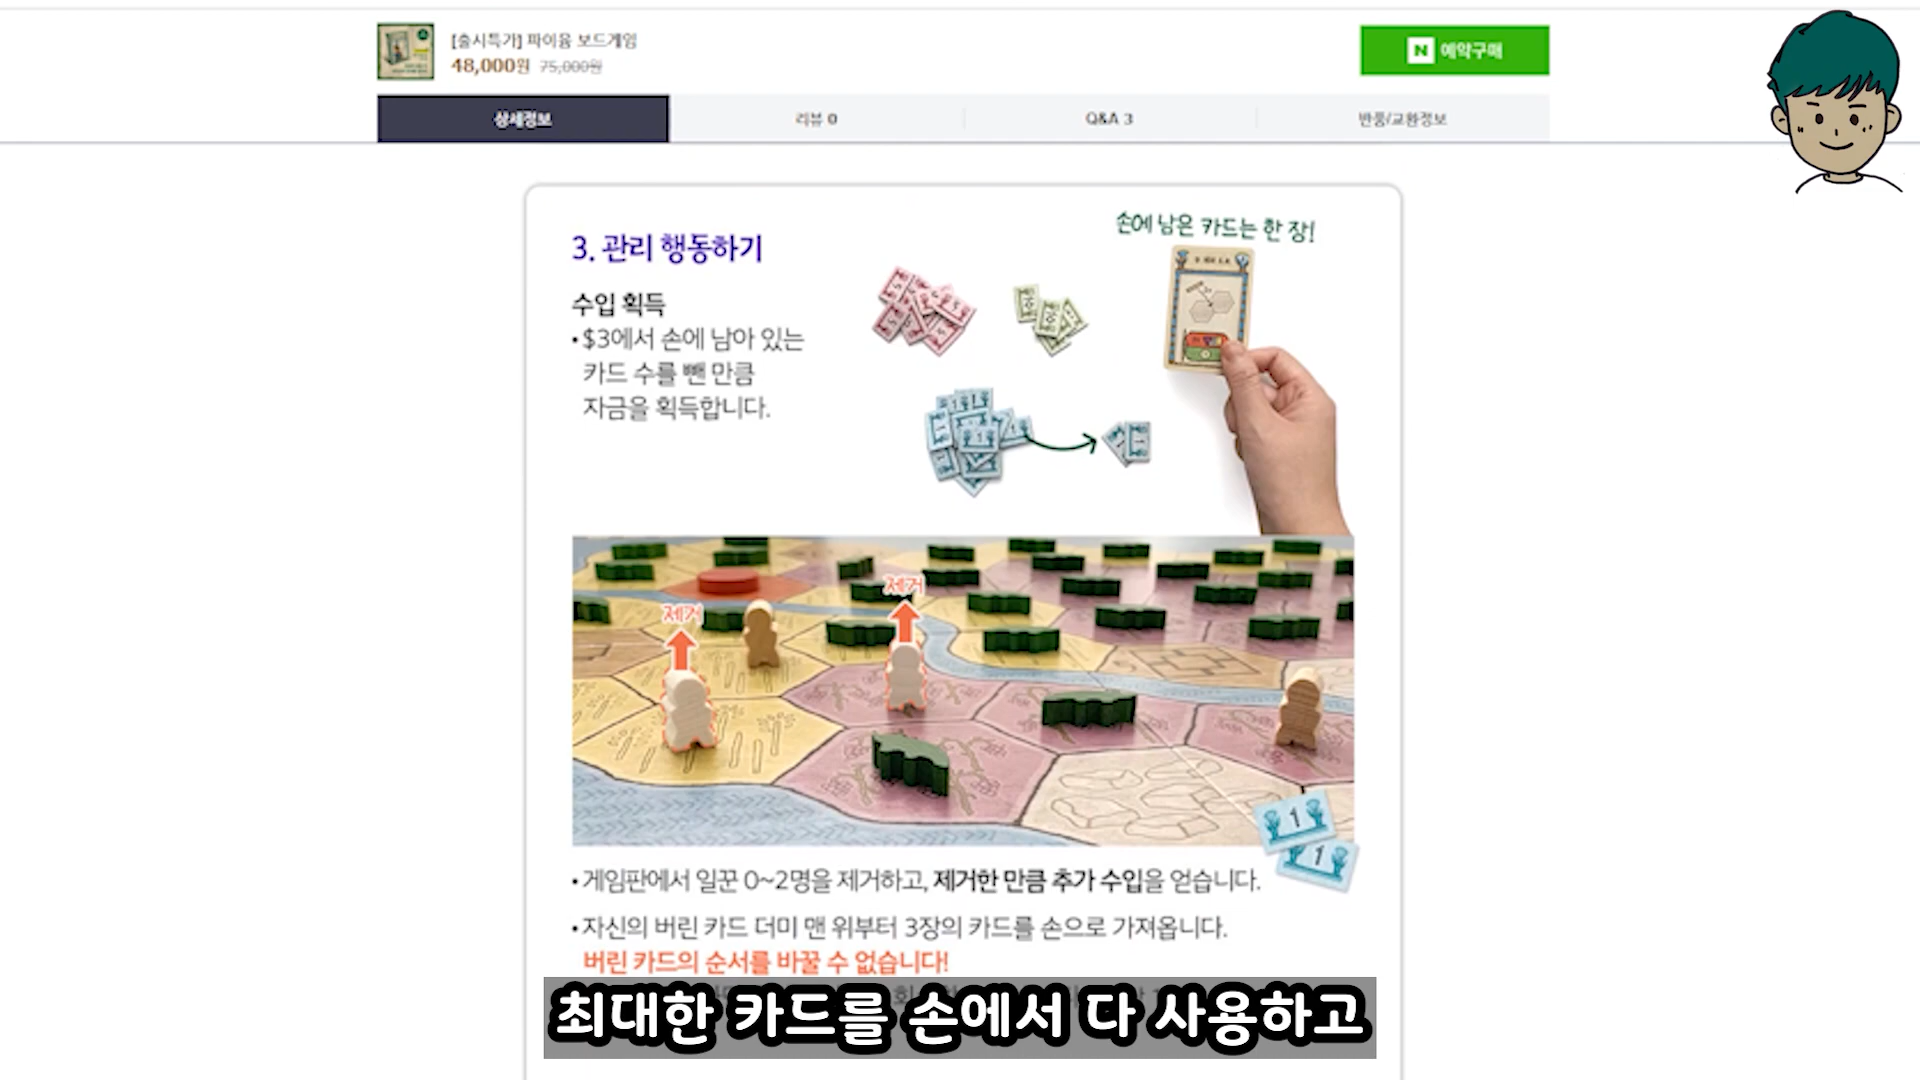 [출시특가] 파이윰 보드게임
48,000원 75,000원
N 예약구매
상세정보
리뷰 0
Q&A 3
반품/교환정보
손에 남은 카드는 한 장!
3. 관리 행동하기
수입 획득
• $3에서 손에 남아 있는
카드 수를 뺀 만큼
자금을 획득합니다.
제거
제거
1
1
• 게임판에서 일꾼 0~2명을 제거하고, 제거한 만큼 추가 수입을 얻습니다.
• 자신의 버린 카드 더미 맨 위부터 3장의 카드를 손으로 가져옵니다.
버린 카드의 순서를 바꿀 수 없습니다!
최대한 카드를 손에서 다 사용하고